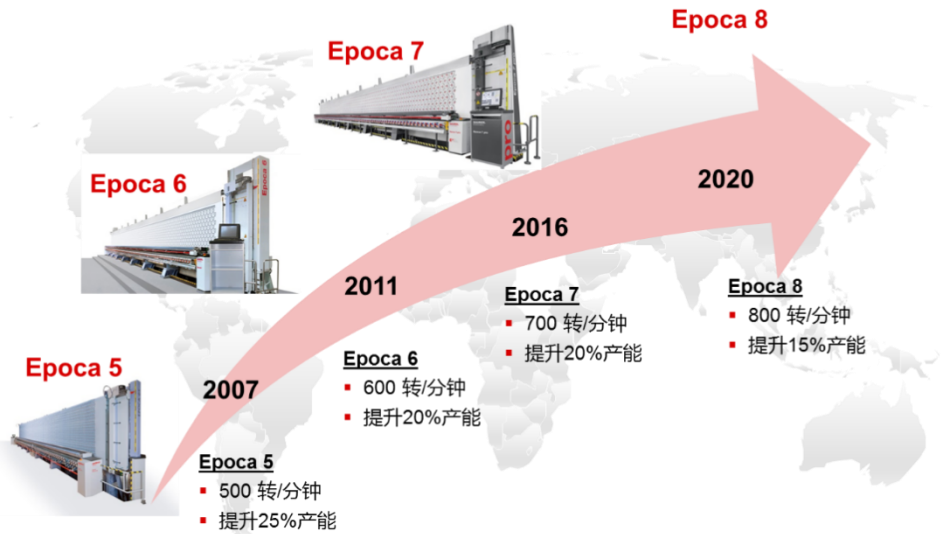 Epoca 8
Epoca 7
Epoca 6
Epoca 5
2007
2011
2016
2020
Epoca 5
▪ 500 转/分钟
▪ 提升25%产能
Epoca 6
▪ 600 转/分钟
▪ 提升20%产能
Epoca 7
▪ 700 转/分钟
▪ 提升20%产能
Epoca 8
▪ 800 转/分钟
▪ 提升15%产能
pro
Epoca 6